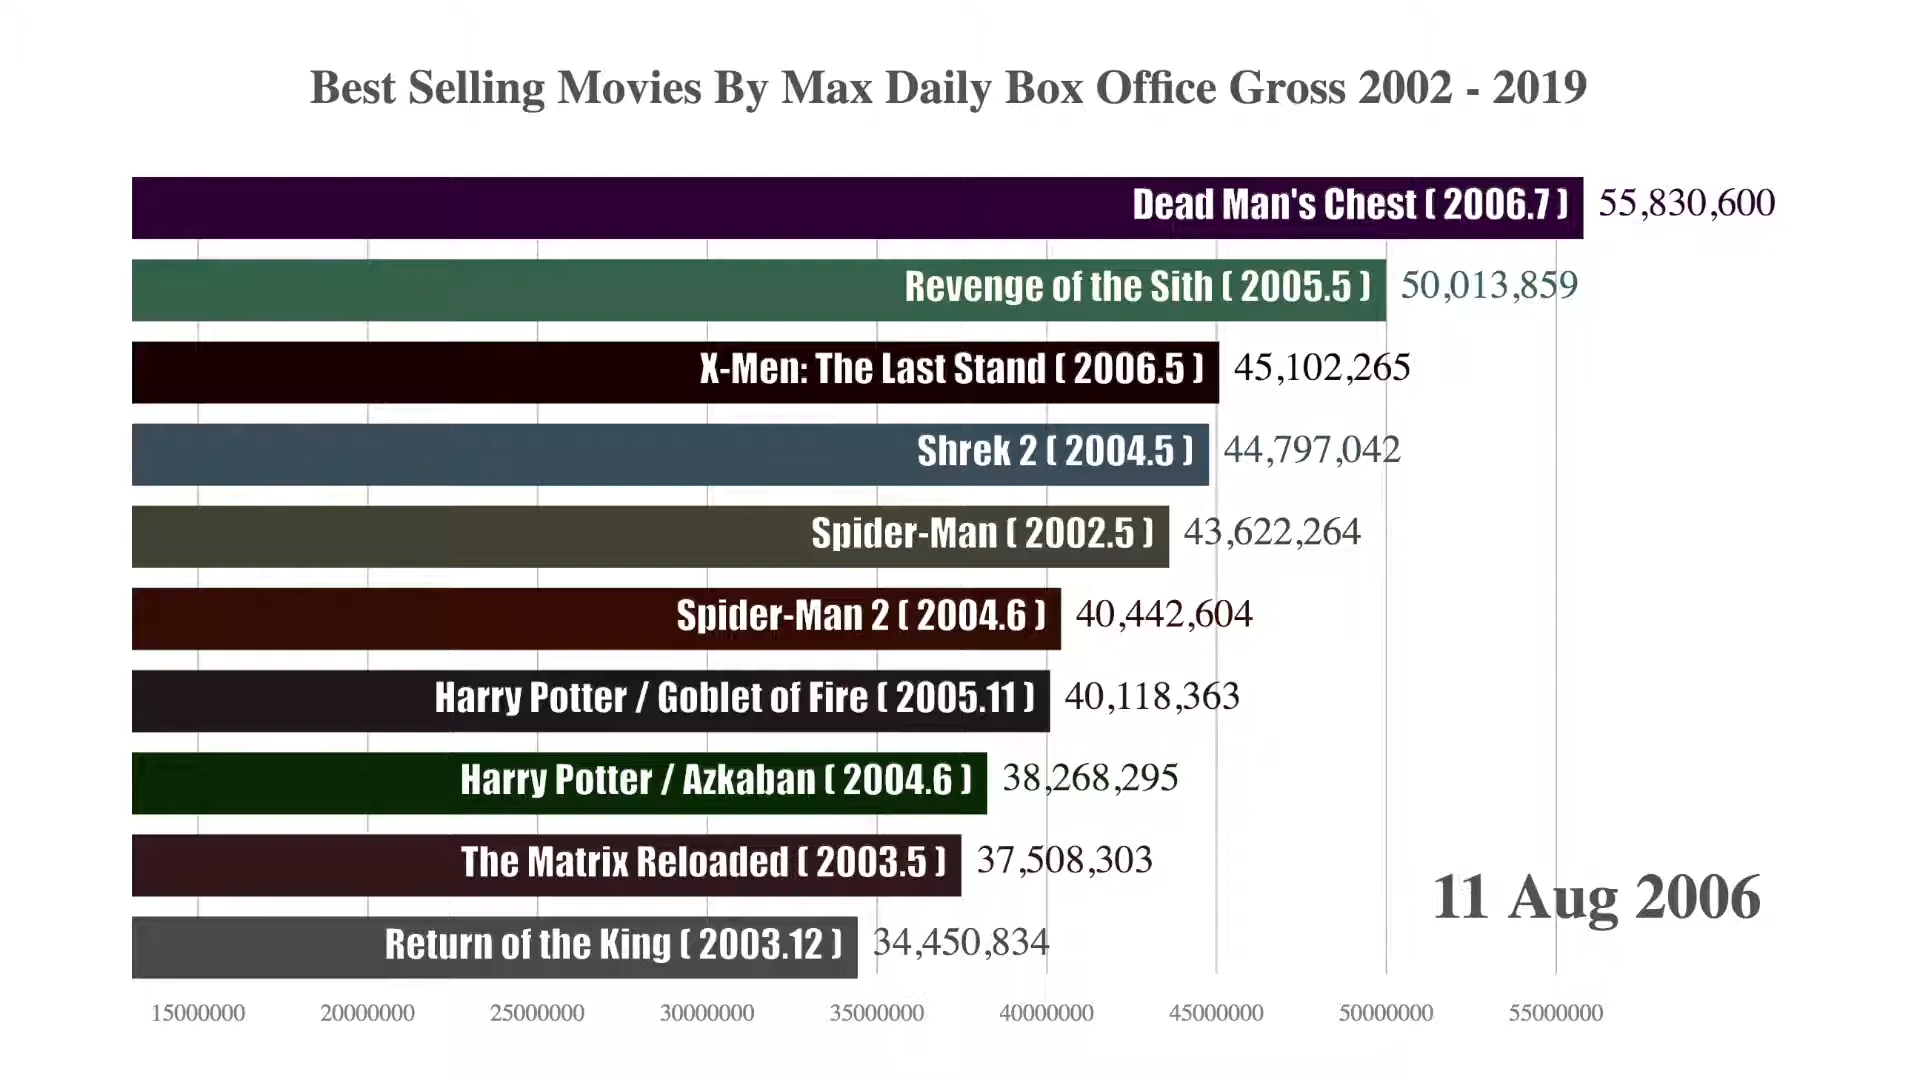 Best Selling Movies By Max Daily Box Office Gross 2002 - 2019
Dead Man's Chest ( 2006.7 ) 55,830,600
Revenge of the Sith ( 2005.5 ) 50,013,859
X-Men: The Last Stand ( 2006.5 ) 45,102,265
Shrek 2 ( 2004.5 ) 44,797,042
Spider-Man ( 2002.5 ) 43,622,264
Spider-Man 2 ( 2004.6 ) 40,442,604
Harry Potter / Goblet of Fire ( 2005.11 ) 40,118,363
Harry Potter / Azkaban ( 2004.6 ) 38,268,295
The Matrix Reloaded ( 2003.5 ) 37,508,303
11 Aug 2006
Return of the King ( 2003.12 ) 34,450,834
15000000 20000000 25000000 30000000 35000000 40000000 45000000 50000000 55000000